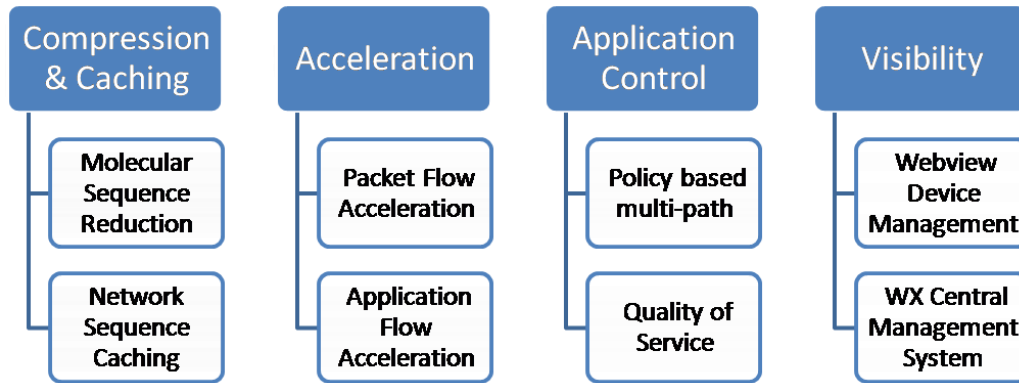 Compression
& Caching
Molecular
Sequence
Reduction
Network
Sequence
Caching
Acceleration
Packet Flow
Acceleration
Application
Flow
Acceleration
Application
Control
Policy based
multi-path
Quality of
Service
Visibility
Webview
Device
Management
WX Central
Management
System